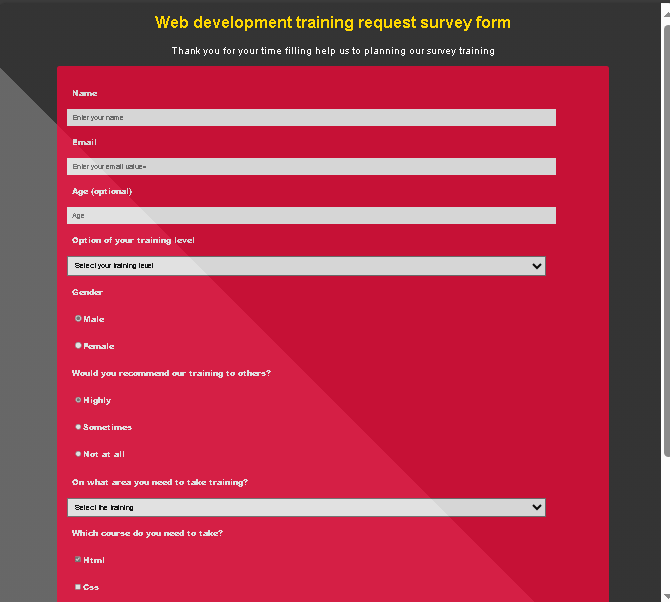 Web development training request survey form
Thank you for your time filling help us to planning our survey training
Name
Enter your name
Email
Enter your email value=
Age (optional)
Age
Option of your training level
Select your training level
Gender
Male
Female
Would you recommend our training to others?
Highly
Sometimes
Not at all
On what area you need to take training?
Select the training
Which course do you need to take?
Html
Css